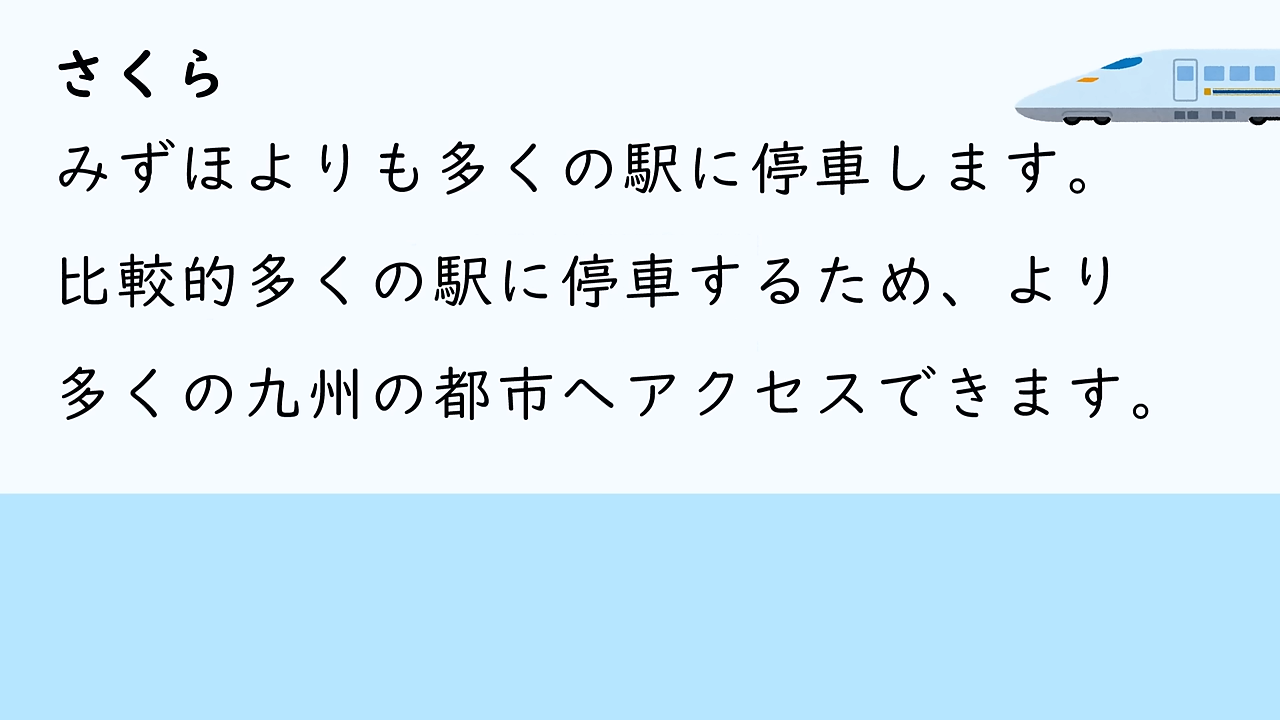 さくら
みずほよりも多くの駅に停車します。
比較的多くの駅に停車するため、より
多くの九州の都市へアクセスできます。